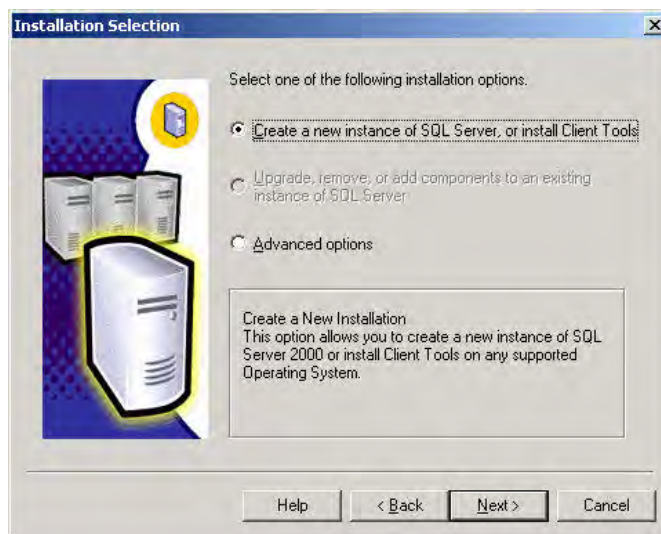 Installation Selection
Select one of the following installation options.
Create a new instance of SQL Server, or install Client Tools
Upgrade, remove, or add components to an existing
instance of SQL Server
Advanced options
Create a New Installation
This option allows you to create a new instance of SQL
Server 2000 or install Client Tools on any supported
Operating System.
Help
< Back
Next >
Cancel